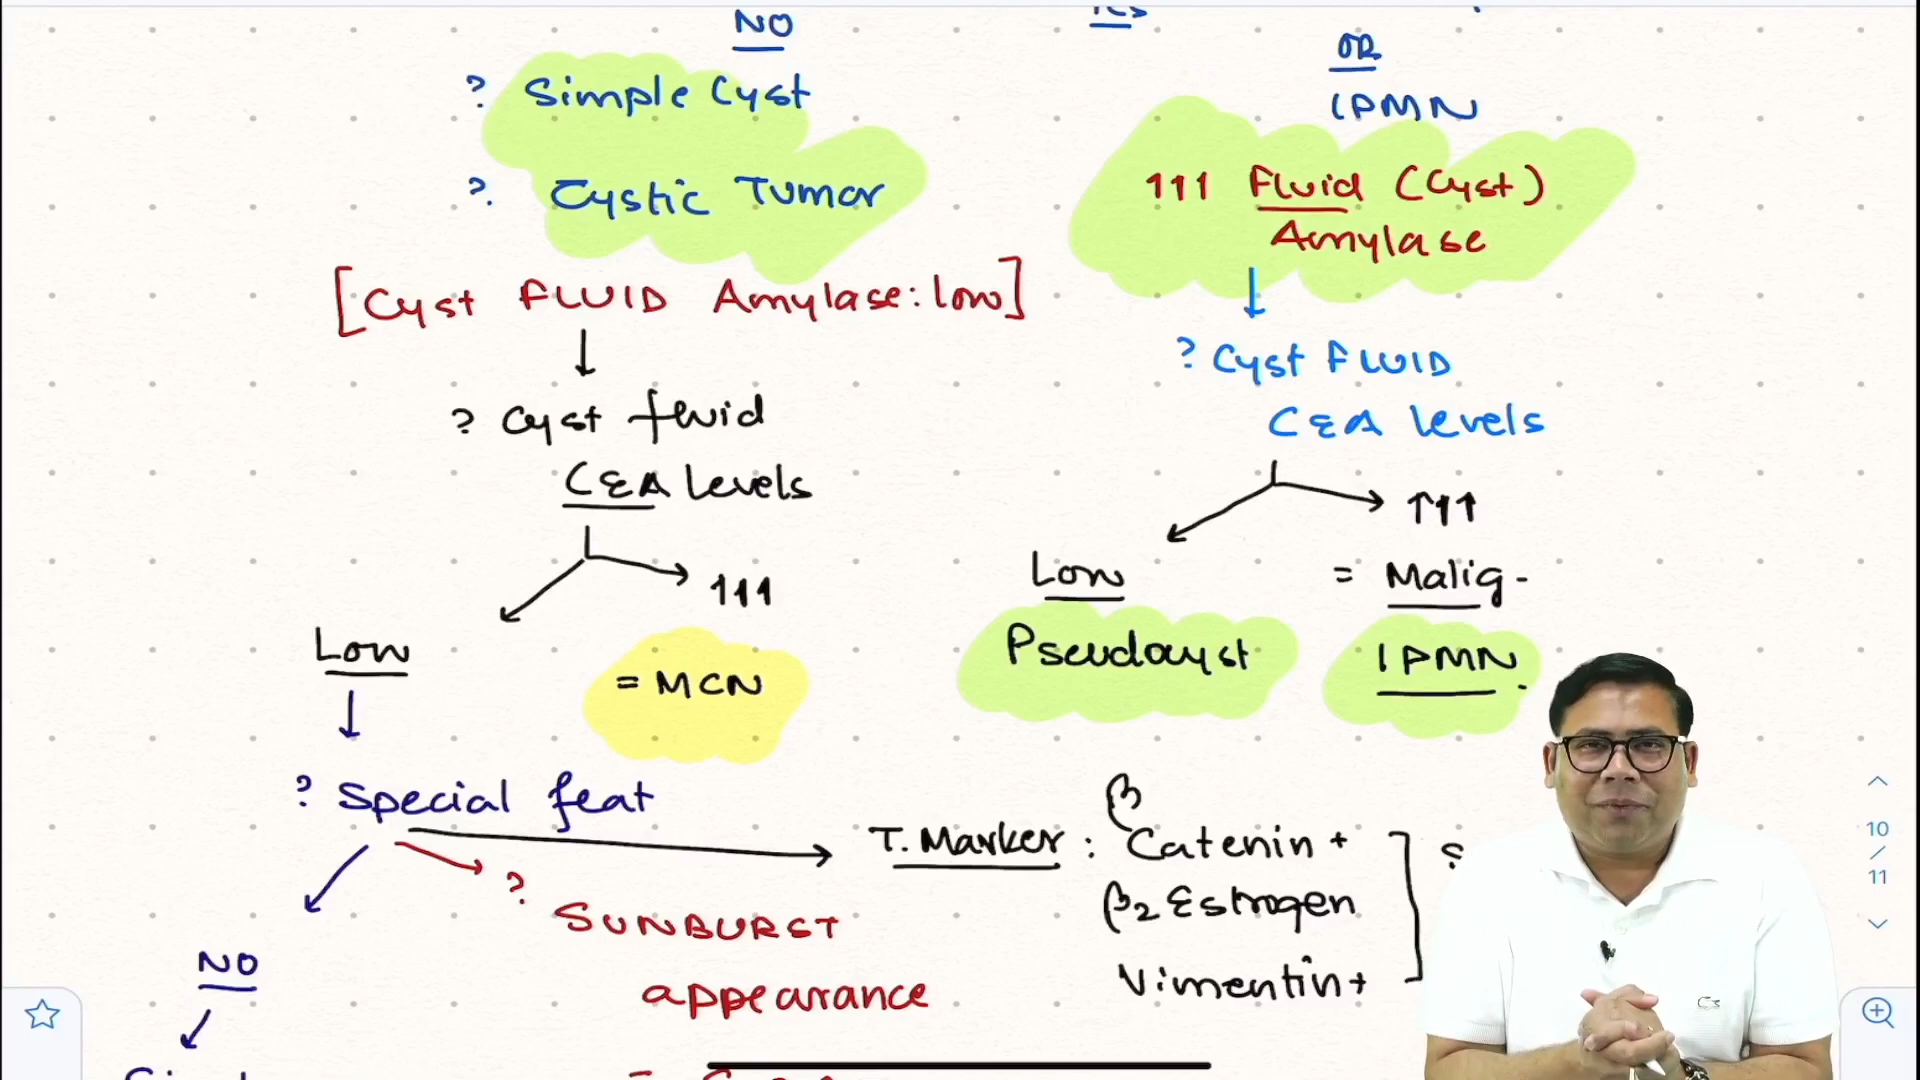 NO
OR
? Simple Cyst
IPMN
? Cystic Tumor
↑↑↑ Fluid (Cyst)
Amylase
[Cyst FLUID Amylase: Low]
? Cyst FLUID
CEA levels
? Cyst fluid
CEA levels
↑↑↑
Low
= Malig-
↑↑↑
Low
Pseudocyst
IPMN.
= MCN
? Special feat
T. Marker : β Catenin +
β2 Estrogen
Vimentin+
? SUNBURST
appearance
NO
10
/
11